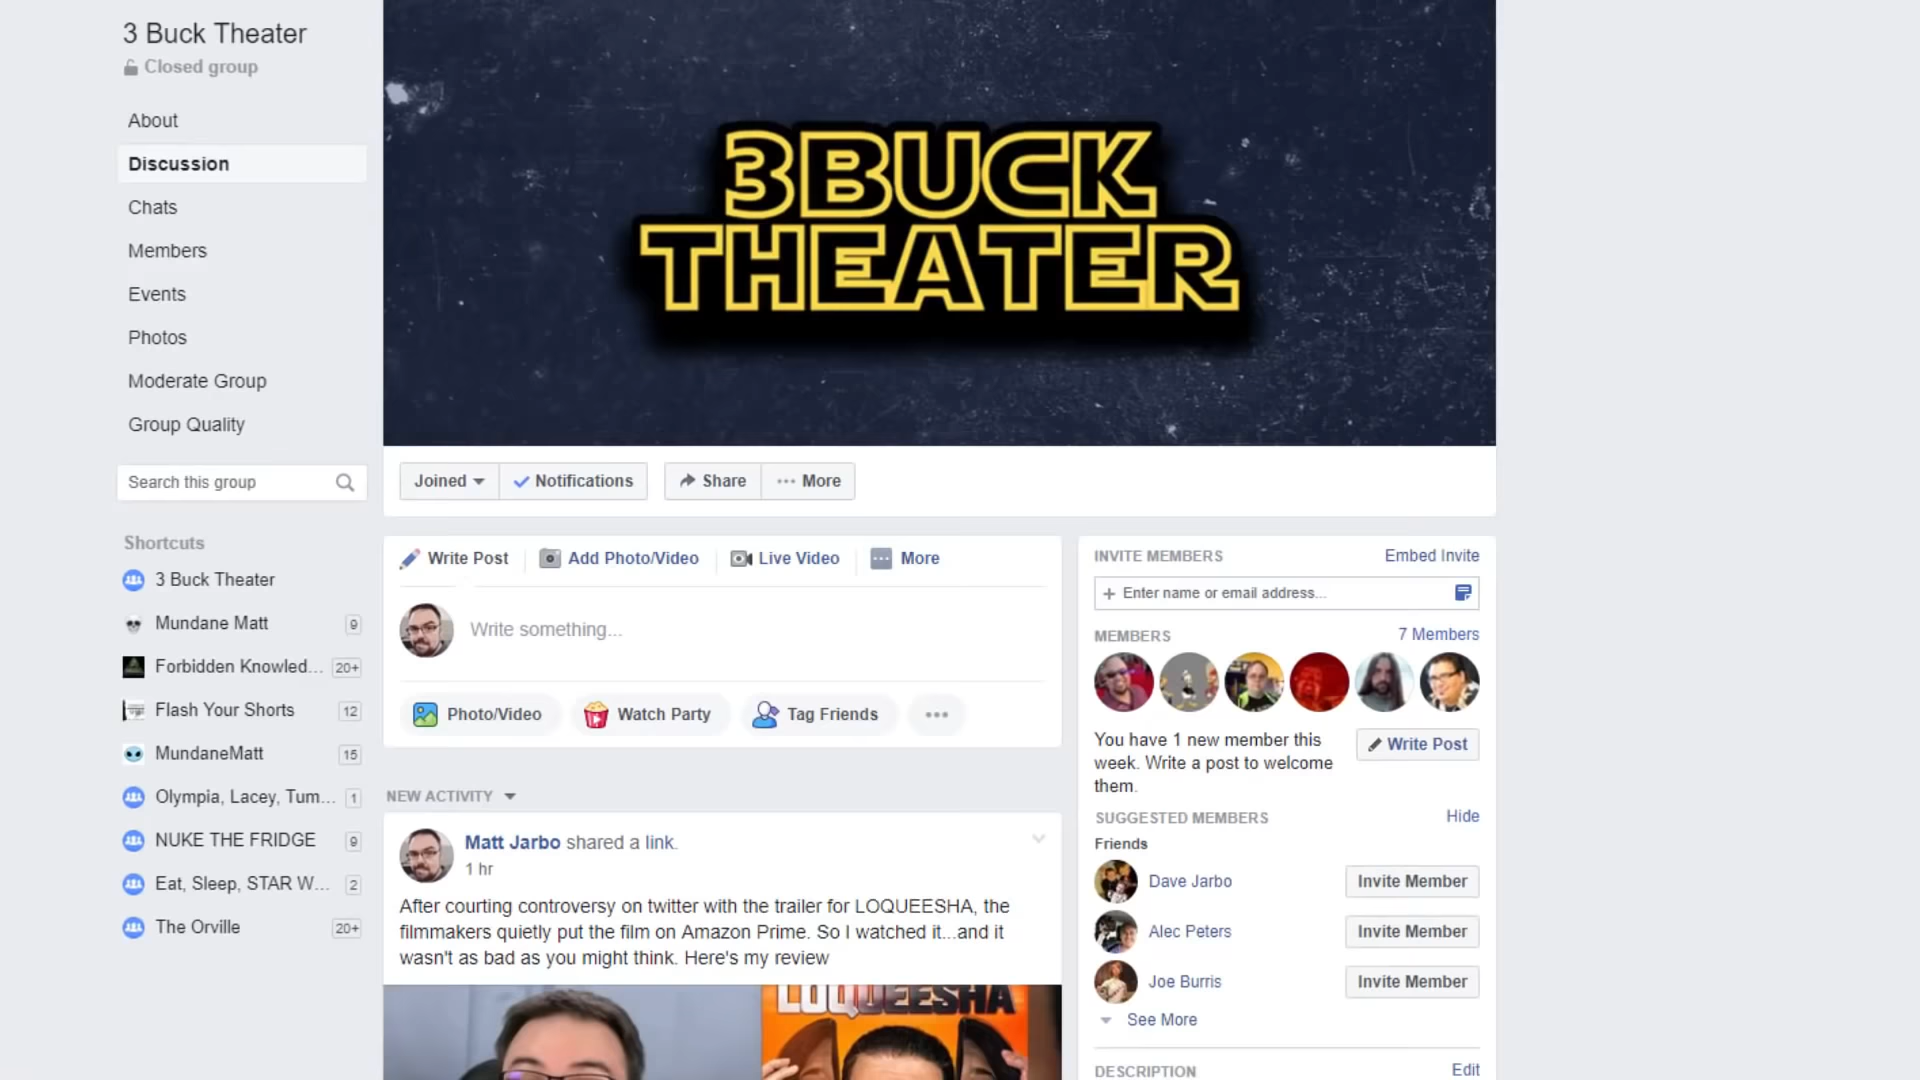 3 Buck Theater
Closed group
About
Discussion
Chats
Members
Events
Photos
Moderate Group
Group Quality
Search this group
Shortcuts
3 Buck Theater
Mundane Matt 9
Forbidden Knowled... 20+
Flash Your Shorts 12
MundaneMatt 15
Olympia, Lacey, Tum... 1
NUKE THE FRIDGE 9
Eat, Sleep, STAR W... 2
The Orville 20+
3BUCK
THEATER
Joined Notifications Share More
Write Post Add Photo/Video Live Video More
Write something...
Photo/Video Watch Party Tag Friends
NEW ACTIVITY
Matt Jarbo shared a link.
1 hr
After courting controversy on twitter with the trailer for LOQUEESHA, the
filmmakers quietly put the film on Amazon Prime. So I watched it...and it
wasn't as bad as you might think. Here's my review
LOQUEESHA
INVITE MEMBERS Embed Invite
+ Enter name or email address...
MEMBERS 7 Members
You have 1 new member this
week. Write a post to welcome
them.
Write Post
SUGGESTED MEMBERS Hide
Friends
Dave Jarbo Invite Member
Alec Peters Invite Member
Joe Burris Invite Member
See More
DESCRIPTION Edit